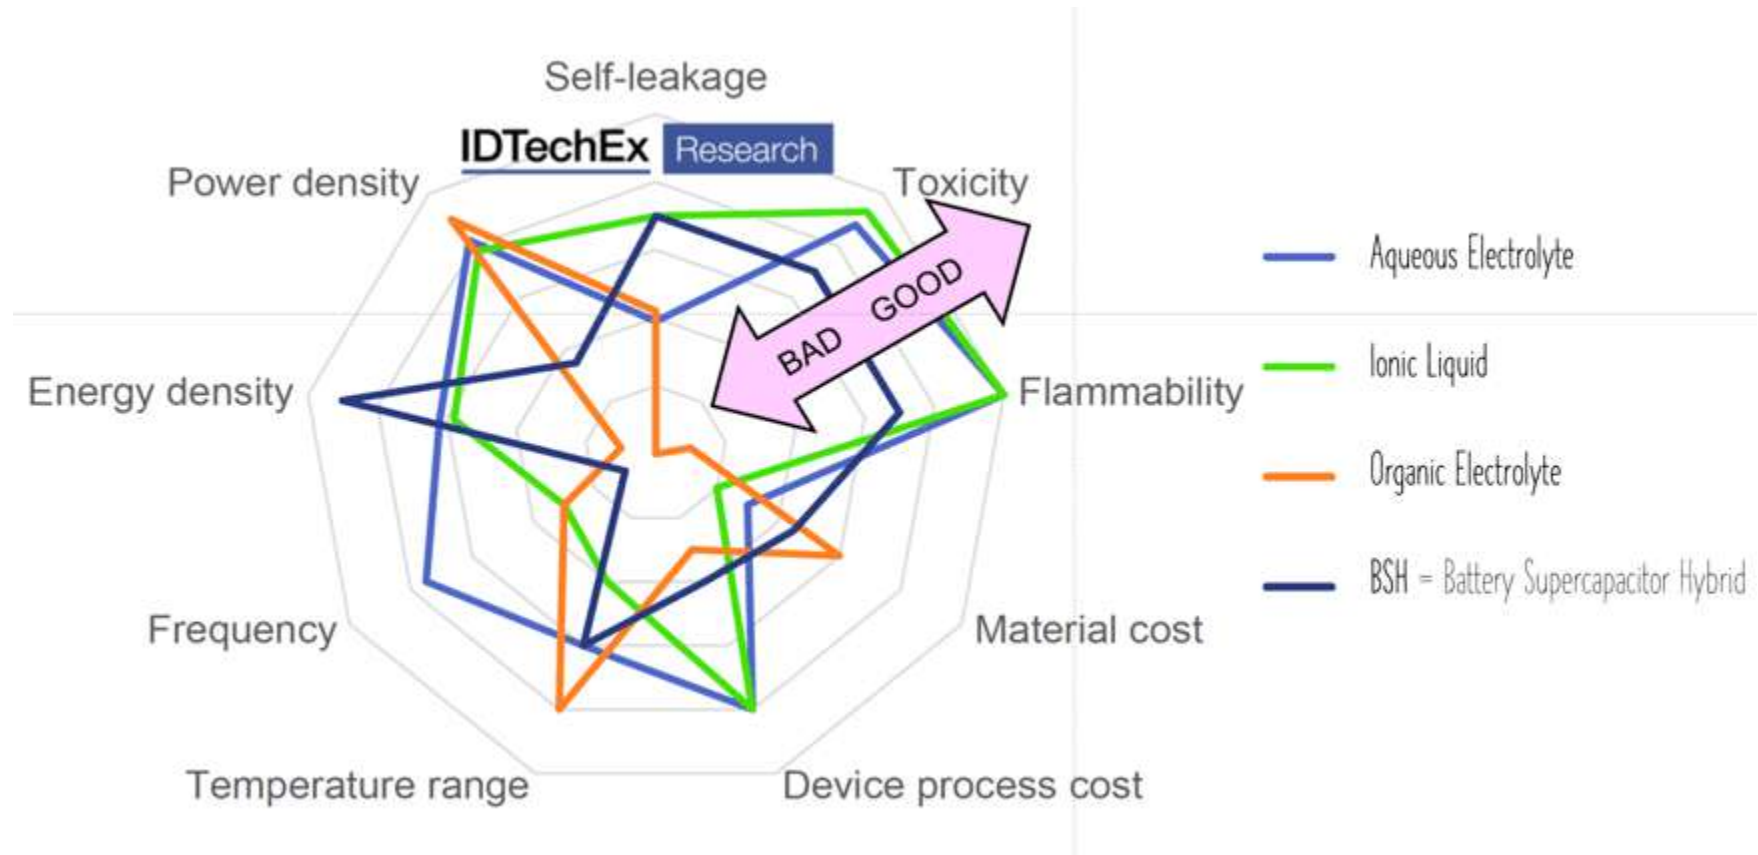 Self-leakage
IDTechEx Research
Power density
Toxicity
Aqueous Electrolyte
BAD GOOD
Energy density
Flammability
Ionic Liquid
Organic Electrolyte
BSH = Battery Supercapacitor Hybrid
Frequency
Material cost
Temperature range
Device process cost